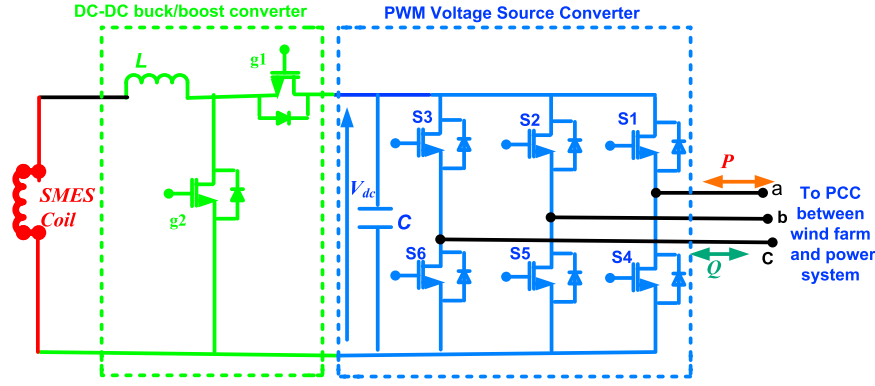 DC-DC buck/boost converter
PWM Voltage Source Converter
L
g1
S3
S2
S1
SMES
Coil
g2
Vdc
C
P
a
b
C
To PCC
between
wind farm
and power
system
S6
S5
S4
Q